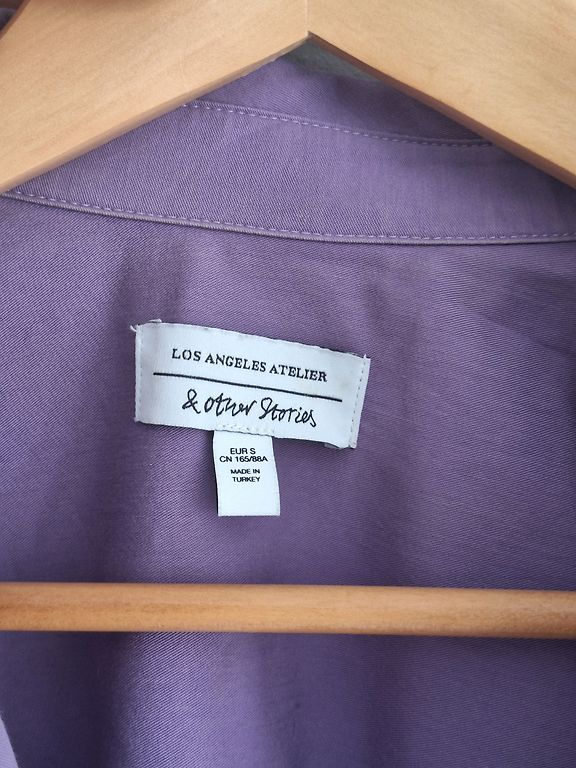 LOS ANGELES ATELIER
& other Stories
EUR S
CN 165/88A
MADE IN
TURKEY